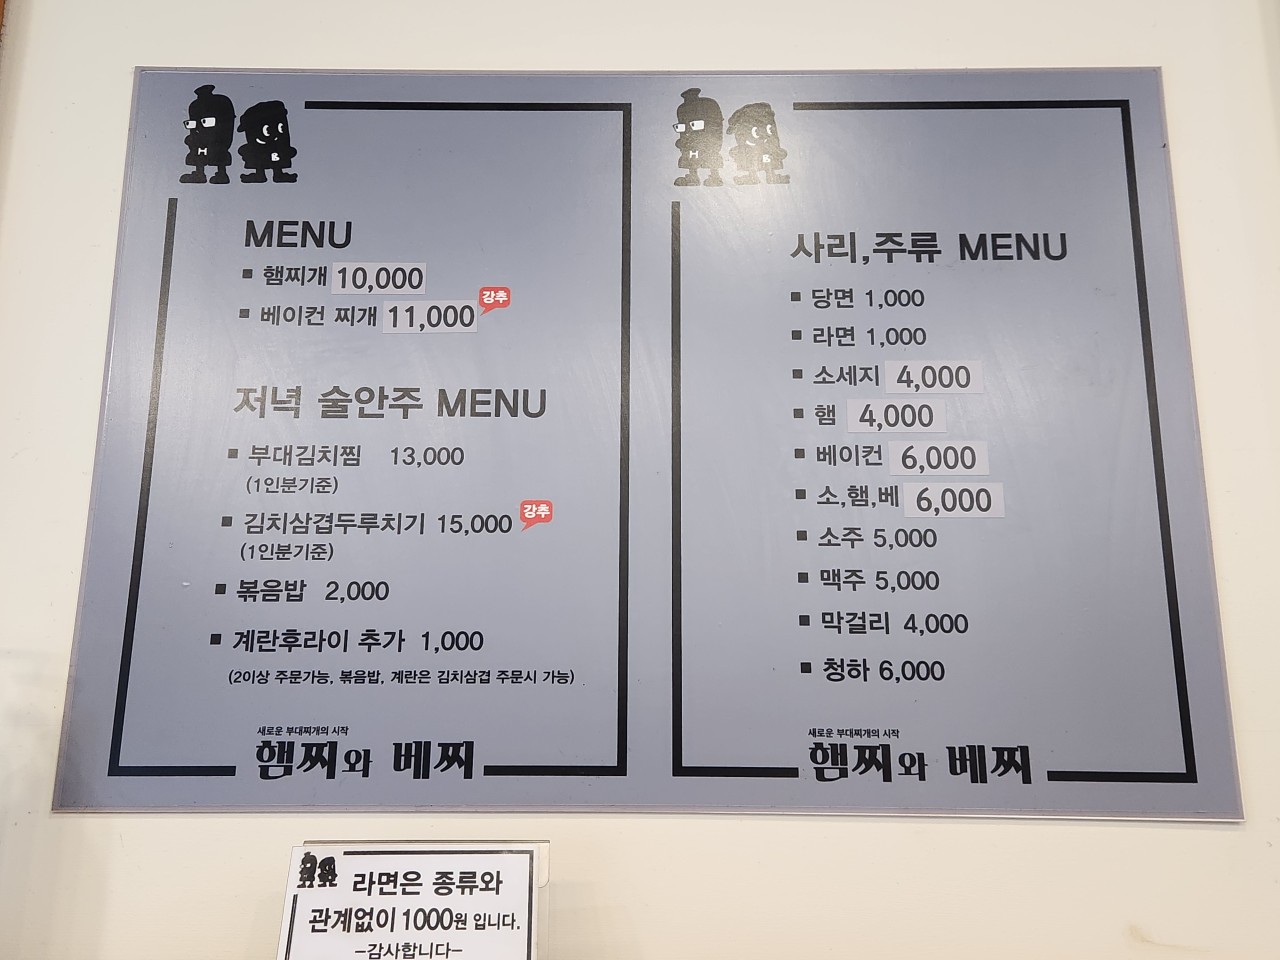 H
B
MENU
▪ 햄찌개 10,000
▪ 베이컨 찌개 11,000 강추
저녁 술안주 MENU
▪ 부대김치찜 13,000
(1인분기준)
▪ 김치삼겹두루치기 15,000 강추
(1인분기준)
▪ 볶음밥 2,000
▪ 계란후라이 추가 1,000
(2이상 주문가능, 볶음밥, 계란은 김치삼겹 주문시 가능)
새로운 부대찌개의 시작
햄찌와 베찌
H
B
사리,주류 MENU
▪ 당면 1,000
▪ 라면 1,000
▪ 소세지 4,000
▪ 햄 4,000
▪ 베이컨 6,000
▪ 소,햄,베 6,000
▪ 소주 5,000
▪ 맥주 5,000
▪ 막걸리 4,000
▪ 청하 6,000
새로운 부대찌개의 시작
햄찌와 베찌
라면은 종류와
관계없이 1000원 입니다.
-감사합니다-